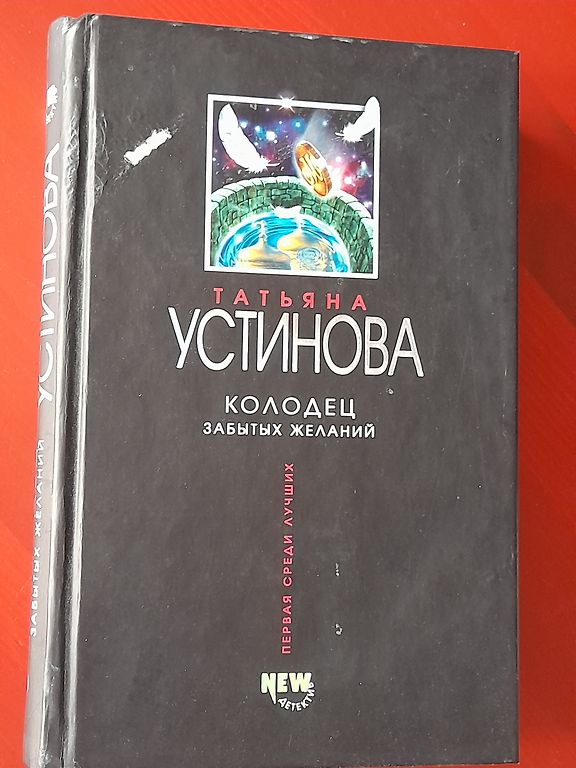 ТАТЬЯНА
УСТИНОВА
КОЛОДЕЦ
ЗАБЫТЫХ ЖЕЛАНИЙ
ПЕРВАЯ СРЕДИ ЛУЧШИХ
NEW
ДЕТЕКТИВ
УСТИНОВА
ЗАБЫТЫХ ЖЕЛАНИЙ